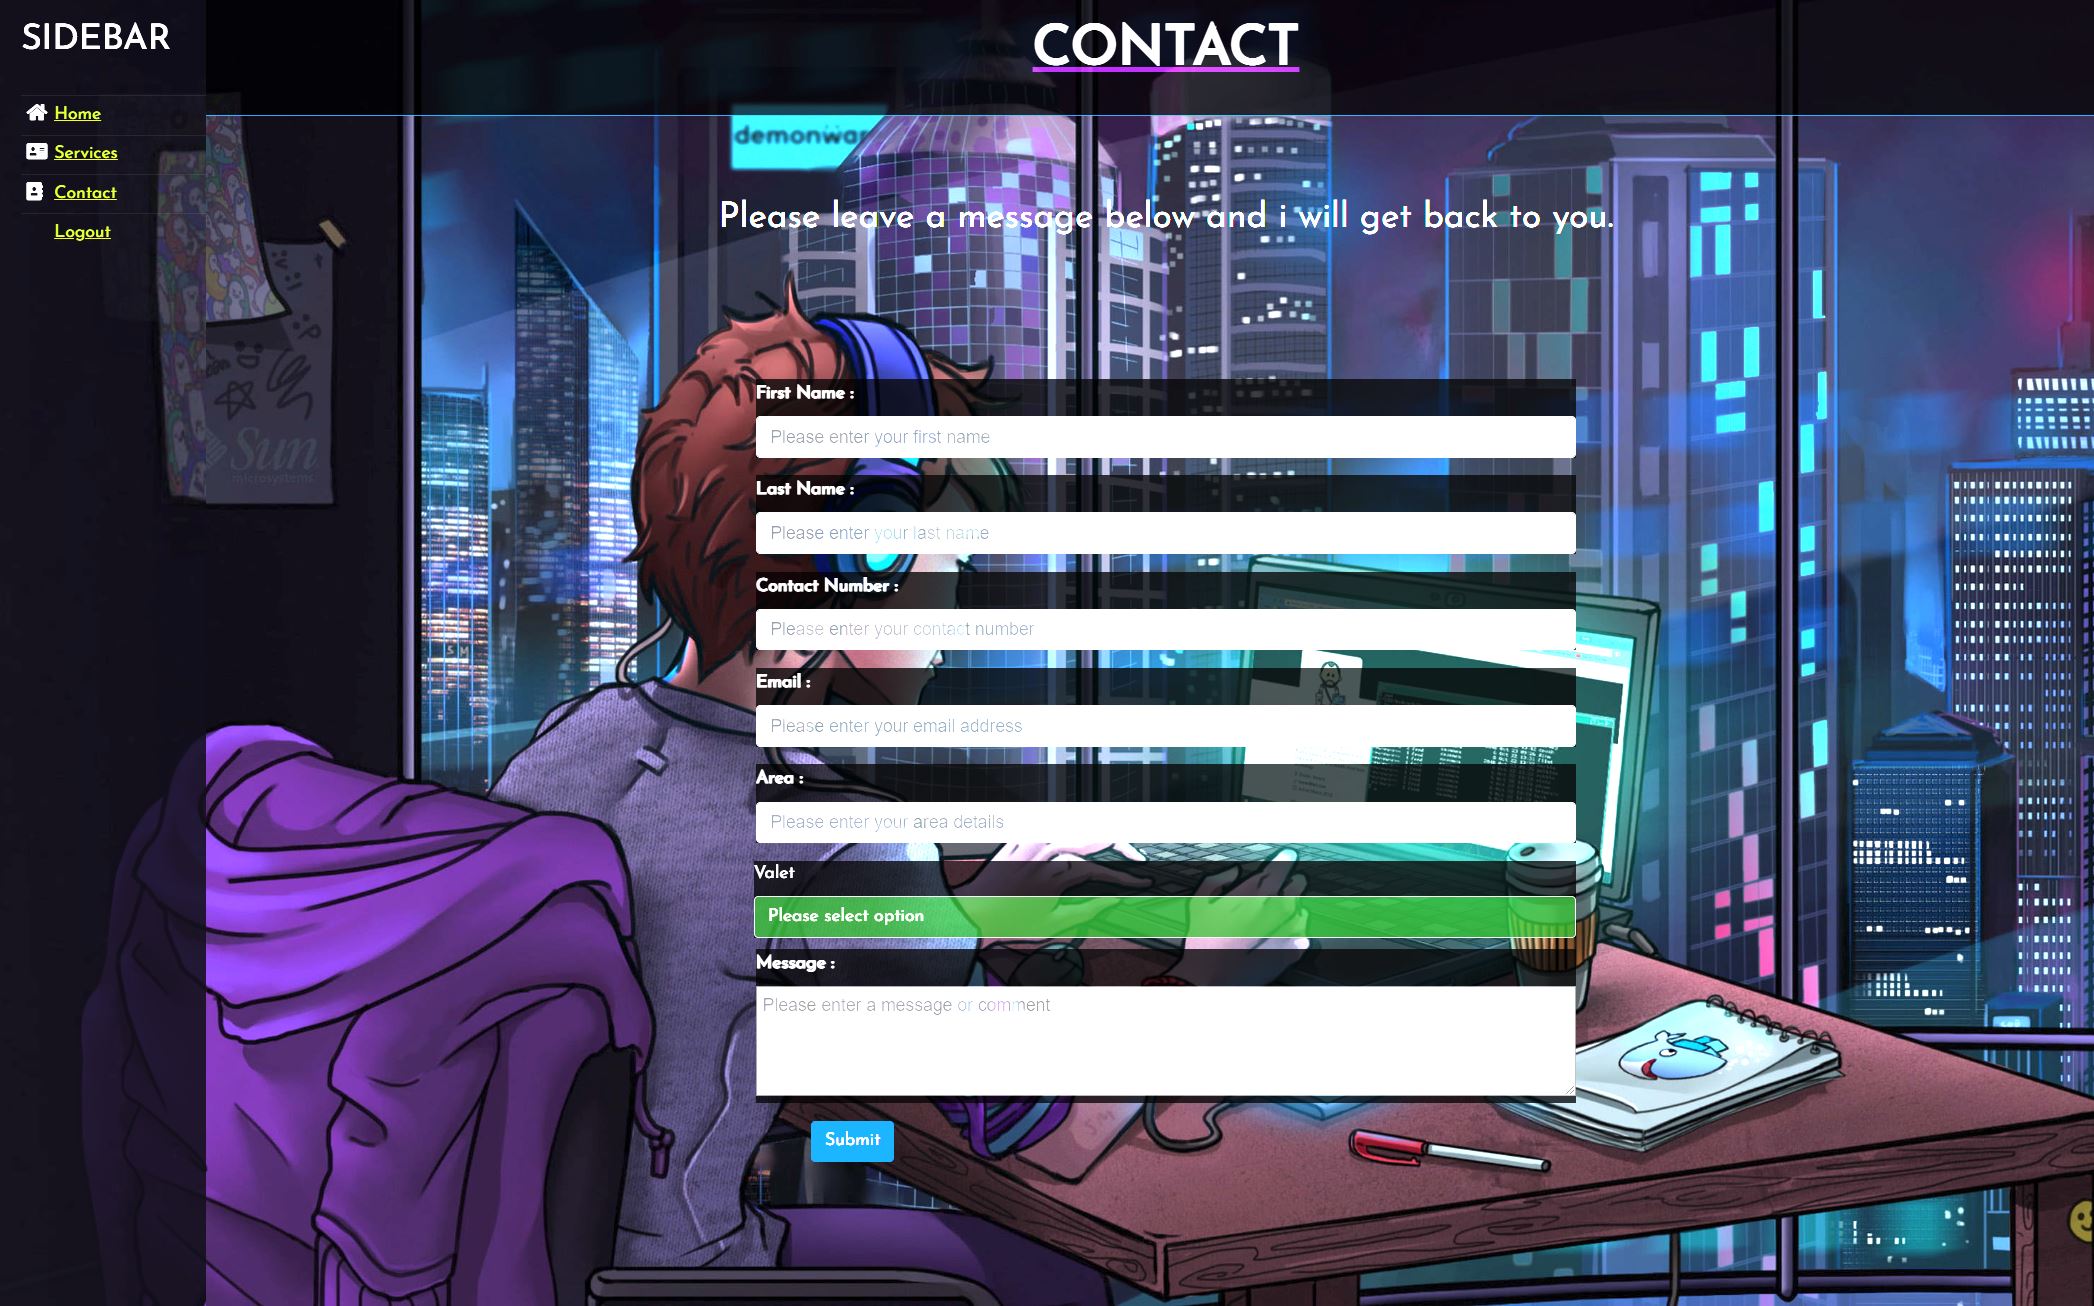 SIDEBAR
CONTACT
Home
Services
Contact
Logout
demonwar
Please leave a message below and i will get back to you.
Sun
microsystems
First Name :
Please enter your first name
Last Name :
Please enter your last name
Contact Number :
Please enter your contact number
Email :
Please enter your email address
Area :
Please enter your area details
Valet
Please select option
Message :
Please enter a message or comment
Submit
SM